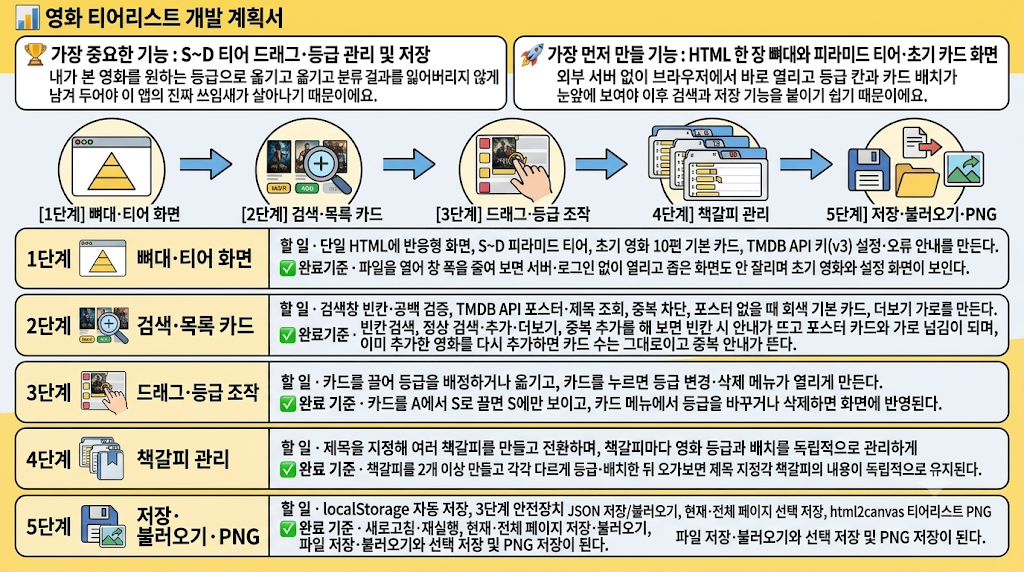 영화 티어리스트 개발 계획서
가장 중요한 기능 : S~D 티어 드래그·등급 관리 및 저장
내가 본 영화를 원하는 등급으로 옮기고 옮기고 분류 결과를 잃어버리지 않게
남겨 두어야 이 앱의 진짜 쓰임새가 살아나기 때문이에요.
가장 먼저 만들 기능 : HTML 한 장 뼈대와 피라미드 티어·초기 카드 화면
외부 서버 없이 브라우저에서 바로 열리고 등급 칸과 카드 배치가
눈앞에 보여야 이후 검색과 저장 기능을 붙이기 쉽기 때문이에요.
[1단계] 뼈대·티어 화면
[2단계] 검색·목록 카드
[3단계] 드래그·등급 조작
4단계] 책갈피 관리
5단계] 저장·불러오기·PNG
1단계
뼈대·티어 화면
할 일 · 단일 HTML에 반응형 화면, S~D 피라미드 티어, 초기 영화 10편 기본 카드, TMDB API 키(v3) 설정·오류 안내를 만든다.
완료기준 · 파일을 열어 창 폭을 줄여 보면 서버·로그인 없이 열리고 좁은 화면도 안 잘리며 초기 영화와 설정 화면이 보인다.
2단계
검색·목록 카드
할 일 · 검색창 빈칸·공백 검증, TMDB API 포스터·제목 조회, 중복 차단, 포스터 없을 때 회색 기본 카드, 더보기 가로를 만든다.
완료기준 · 빈칸 검색, 정상 검색·추가·더보기, 중복 추가를 해 보면 빈칸 시 안내가 뜨고 포스터 카드와 가로 넘김이 되며,
이미 추가한 영화를 다시 추가하면 카드 수는 그대로이고 중복 안내가 뜬다.
3단계
드래그·등급 조작
할 일 · 카드를 끌어 등급을 배정하거나 옮기고, 카드를 누르면 등급 변경·삭제 메뉴가 열리게 만든다.
완료 기준 · 카드를 A에서 S로 끌면 S에만 보이고, 카드 메뉴에서 등급을 바꾸거나 삭제하면 화면에 반영된다.
4단계
책갈피 관리
할 일 · 제목을 지정해 여러 책갈피를 만들고 전환하며, 책갈피마다 영화 등급과 배치를 독립적으로 관리하게
완료 기준 · 책갈피를 2개 이상 만들고 각각 다르게 등급·배치한 뒤 오가보면 제목 지정각 책갈피의 내용이 독립적으로 유지된다.
5단계
저장·
불러오기·PNG
할 일 · localStorage 자동 저장, 3단계 안전장치 JSON 저장/불러오기, 현재·전체 페이지 선택 저장, html2canvas 티어리스트 PNG
완료 기준 · 새로고침·재실행, 현재·전체 페이지 저장·불러오기,
파일 저장·불러오기와 선택 저장 및 PNG 저장이 된다.
파일 저장·불러오기와 선택 저장 및 PNG 저장이 된다.